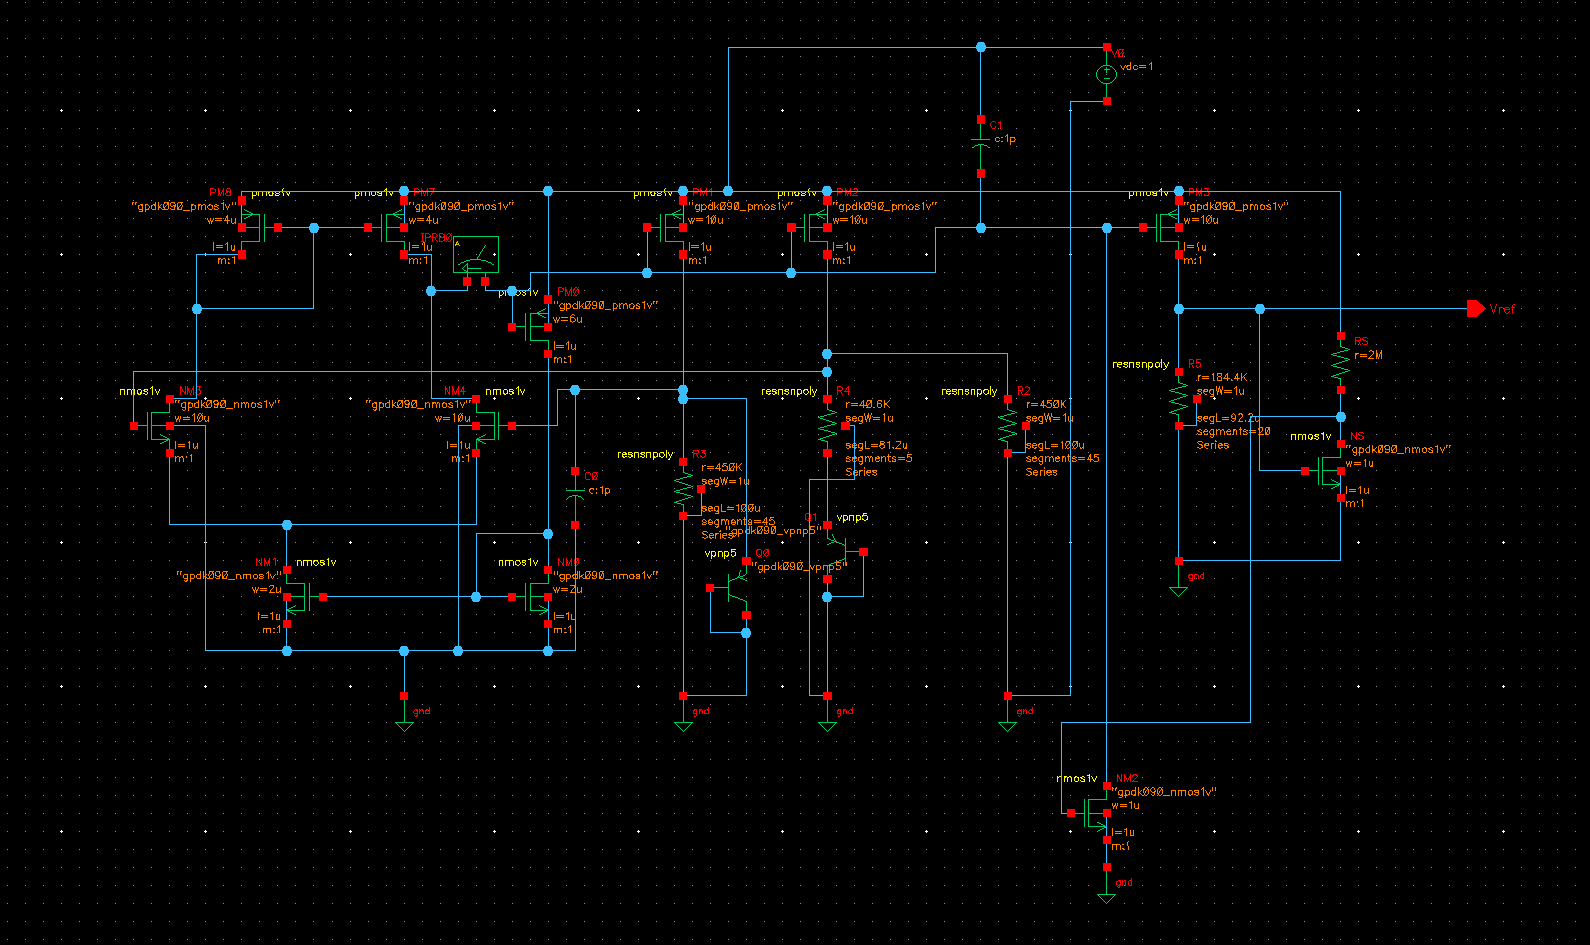 V0
vdc=1
C1
c:1p
PM8
pmos1v
"gpdk090_pmos1v"
w=4u
l=1u
m:1
pmos1v
PM7
"gpdk090_pmos1v"
w=4u
l=1u
m:1
IPRB0
pmos1v
PM1
"gpdk090_pmos1v"
w=10u
l=1u
m:1
pmos1v
PM2
"gpdk090_pmos1v"
w=10u
l=1u
m:1
pmos1v
PM3
"gpdk090_pmos1v"
w=10u
m:1
pmos1v
PM0
"gpdk090_pmos1v"
w=6u
l=1u
m:1
Vref
RS
r=2M
nmos1v
NM3
"gpdk090_nmos1v"
w=10u
l=1u
m:1
NM4
nmos1v
"gpdk090_nmos1v"
w=10u
l=1u
m:1
resnsnpoly
R4
r=40.6K
segW=1u
segL=81.2u
segments=5
Series
resnsnpoly
R2
r=450K
segW=1u
segL=100u
segments=45
Series
resnsnpoly
R5
r=184.4K
segW=1u
segL=92.2u
segments=20
Series
nmos1v
NS
"gpdk090_nmos1v"
w=1u
l=1u
m:1
resnsnpoly
R3
r=450K
segW=1u
segL=100u
segments=45
Series
C0
c:1p
Q1
vpnp5
"gpdk090_vpnp5"
vpnp5
Q0
"gpdk090_vpnp5"
NM1
nmos1v
"gpdk090_nmos1v"
w=2u
l=1u
m:1
nmos1v
"gpdk090_nmos1v"
w=2u
l=1u
m:1
gnd
gnd
gnd
gnd
gnd
nmos1v
NM2
"gpdk090_nmos1v"
w=1u
l=1u
gnd